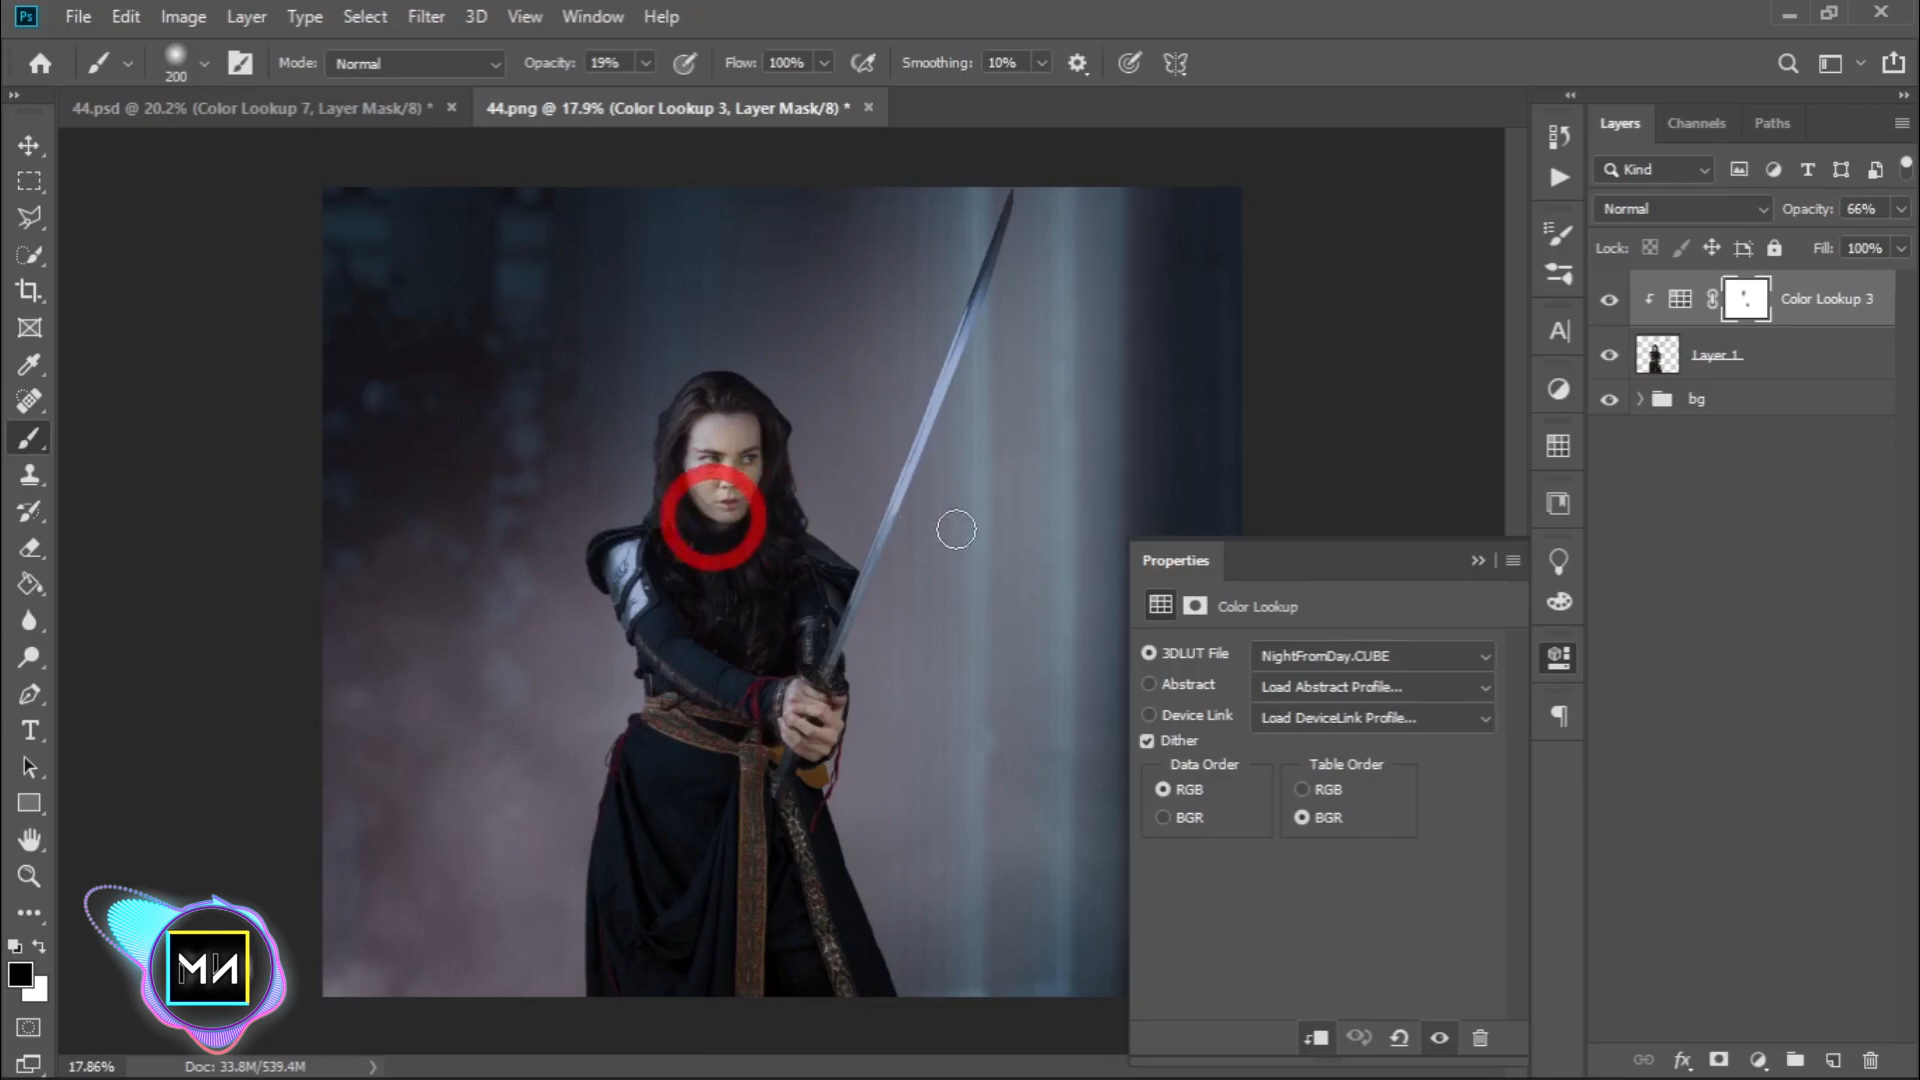 Ps File Edit Image Layer Type Select Filter 3D View Window Help
200 Mode: Normal Opacity: 19% Flow: 100% Smoothing: 10%
44.psd @ 20.2% (Color Lookup 7, Layer Mask/8) * 44.png @ 17.9% (Color Lookup 3, Layer Mask/8) *
Layers Channels Paths
Kind
Normal Opacity: 66%
Lock: Fill: 100%
Color Lookup 3
Layer 1
bg
Properties
Color Lookup
3DLUT File NightFromDay.CUBE
Abstract Load Abstract Profile...
Device Link Load DeviceLink Profile...
Dither
Data Order Table Order
RGB RGB
BGR BGR
17.86% Doc: 33.8M/539.4M